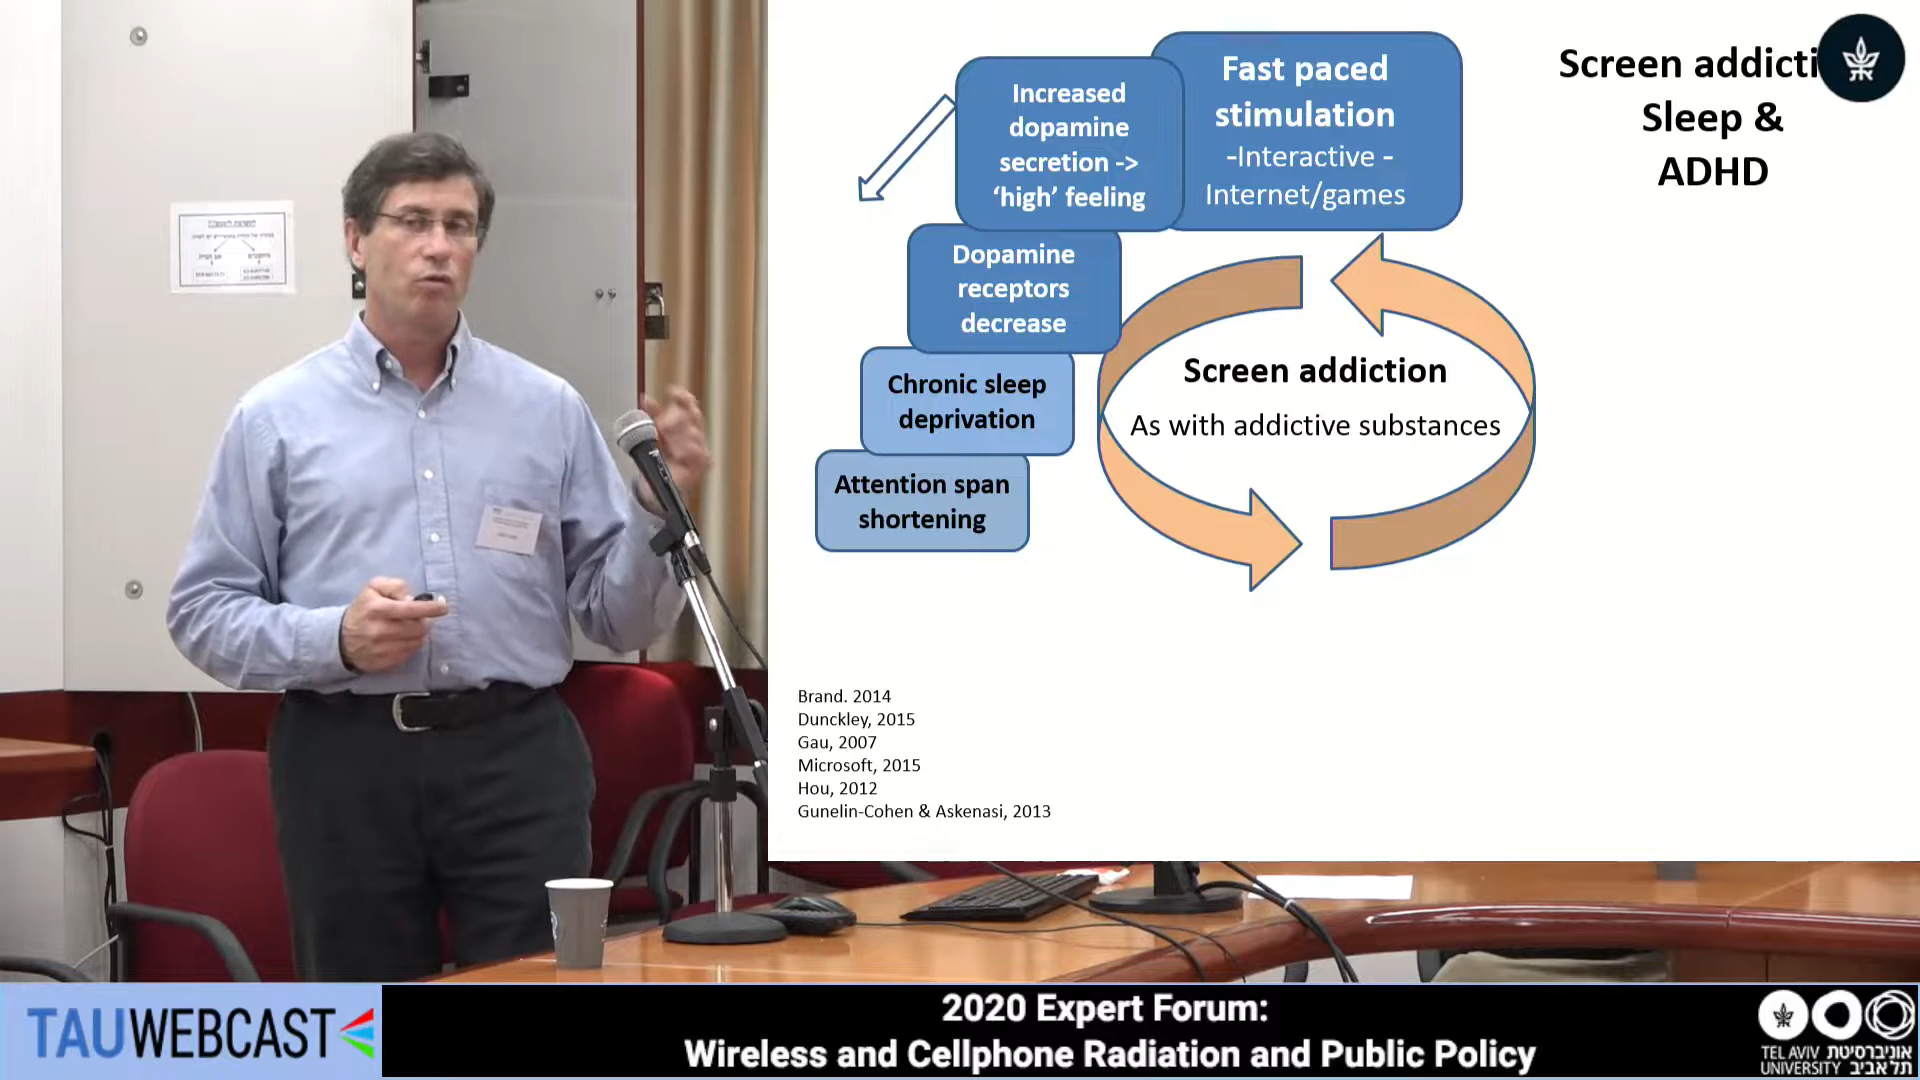 Screen addicti
Sleep &
ADHD
Fast paced
stimulation
-Interactive -
Internet/games
Increased
dopamine
secretion ->
‘high’ feeling
Dopamine
receptors
decrease
Chronic sleep
deprivation
Attention span
shortening
Screen addiction
As with addictive substances
Brand. 2014
Dunckley, 2015
Gau, 2007
Microsoft, 2015
Hou, 2012
Gunelin-Cohen & Askenasi, 2013
TAUWEBCAST
2020 Expert Forum:
Wireless and Cellphone Radiation and Public Policy
TEL AVIV אוניברסיטת
UNIVERSITY תל אביב